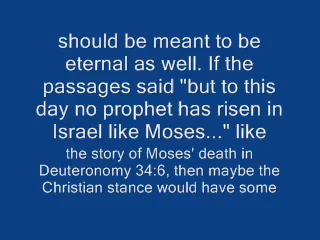 should be meant to be
eternal as well. If the
passages said "but to this
day no prophet has risen in
Israel like Moses..." like
the story of Moses' death in
Deuteronomy 34:6, then maybe the
Christian stance would have some